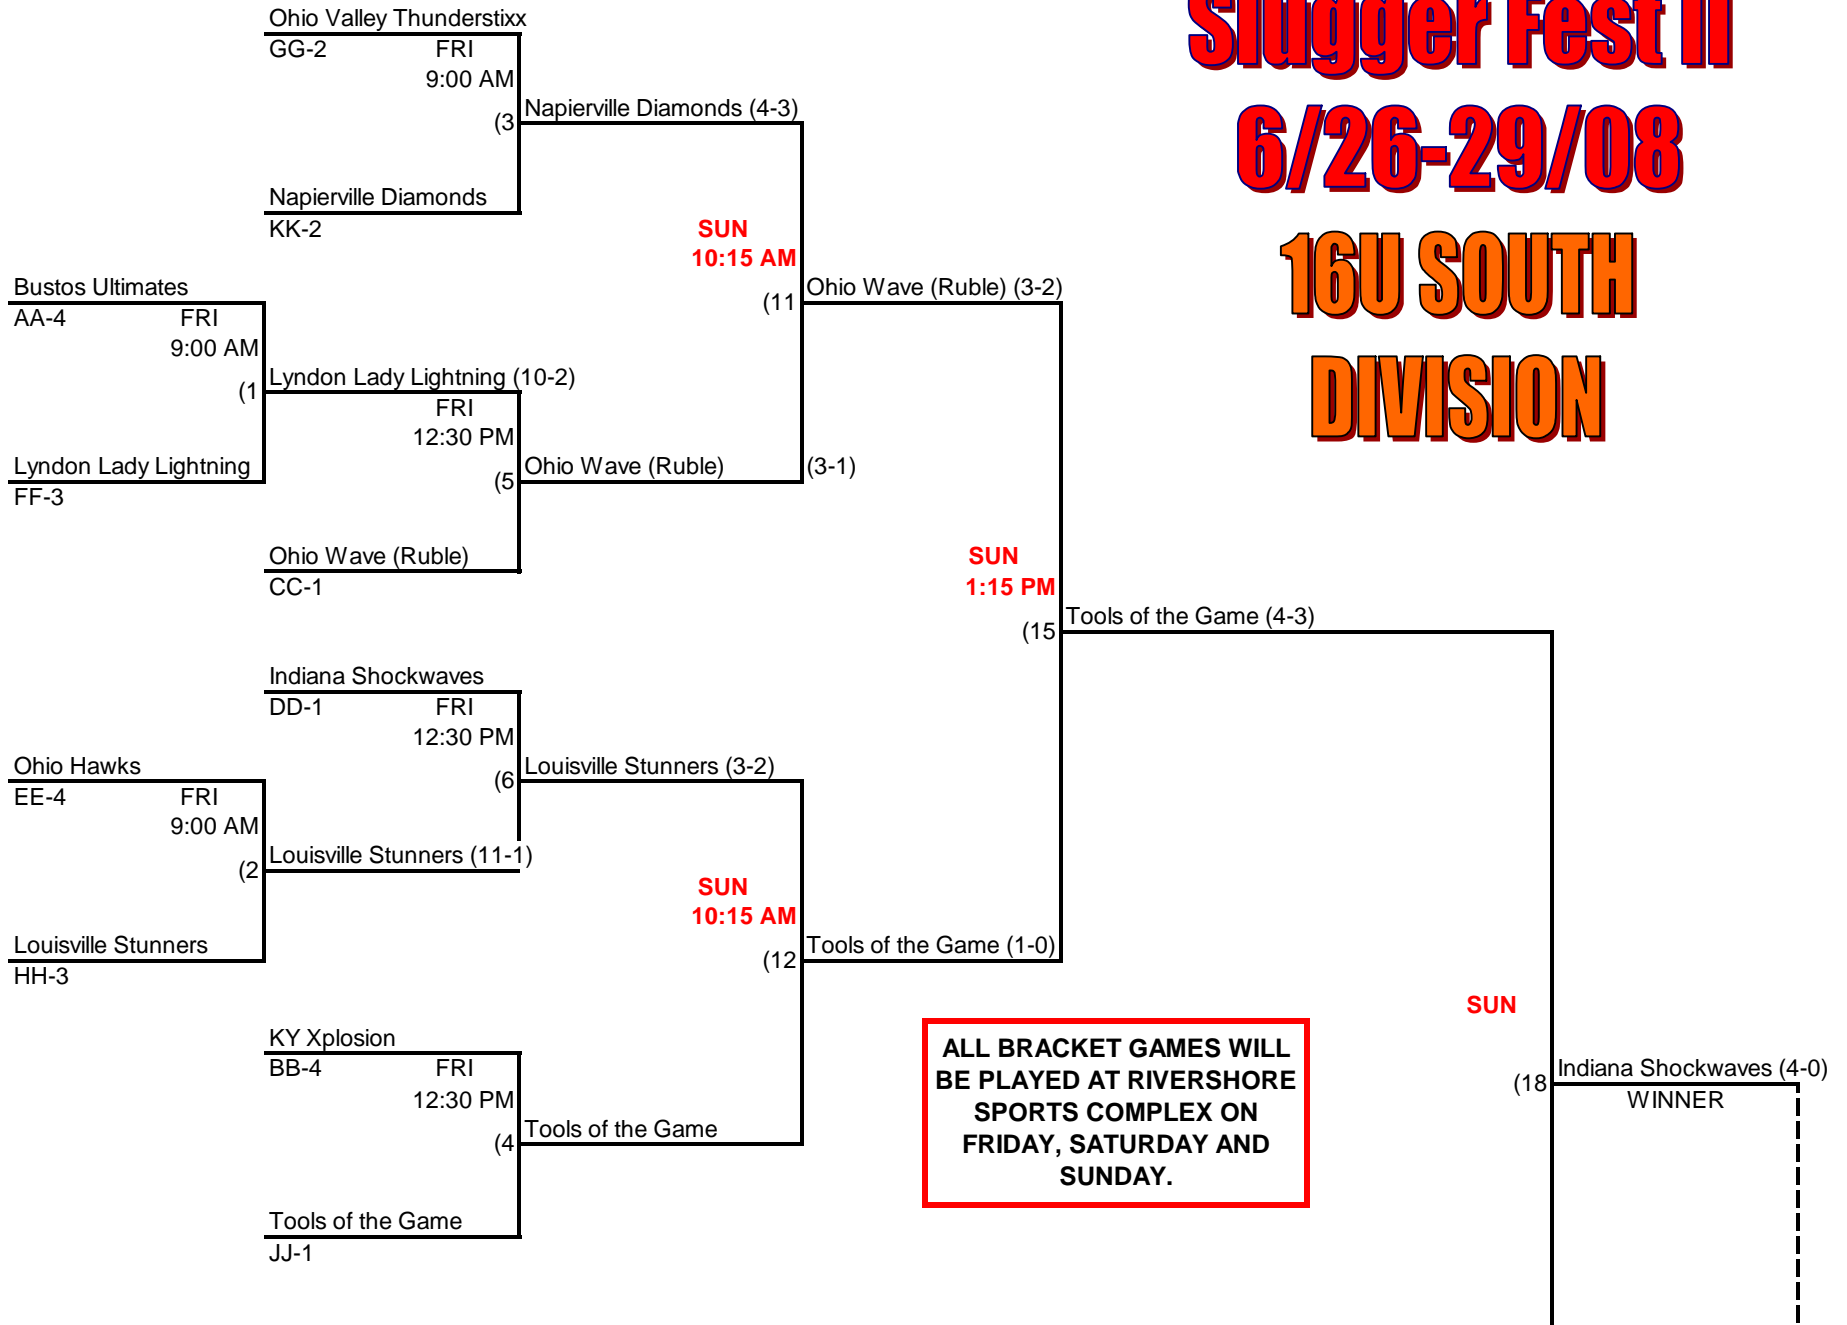 Slugger Fest II
6/26-29/08
16U SOUTH
DIVISION
Ohio Valley Thunderstixx
GG-2 FRI
9:00 AM
Napierville Diamonds (4-3)
(3
Napierville Diamonds
KK-2
SUN
10:15 AM
Bustos Ultimates
AA-4 FRI
9:00 AM
Ohio Wave (Ruble) (3-2)
(11
Lyndon Lady Lightning (10-2)
(1
FRI
12:30 PM
Lyndon Lady Lightning
FF-3
Ohio Wave (Ruble) (3-1)
(5
Ohio Wave (Ruble)
CC-1
SUN
1:15 PM
Tools of the Game (4-3)
(15
Indiana Shockwaves
DD-1 FRI
12:30 PM
Ohio Hawks
EE-4 FRI
9:00 AM
Louisville Stunners (3-2)
(6
Louisville Stunners (11-1)
(2
SUN
10:15 AM
Louisville Stunners
HH-3
Tools of the Game (1-0)
(12
SUN
KY Xplosion
BB-4 FRI
12:30 PM
ALL BRACKET GAMES WILL
BE PLAYED AT RIVERSHORE
SPORTS COMPLEX ON
FRIDAY, SATURDAY AND
SUNDAY.
Indiana Shockwaves (4-0)
(18
WINNER
Tools of the Game
(4
Tools of the Game
JJ-1